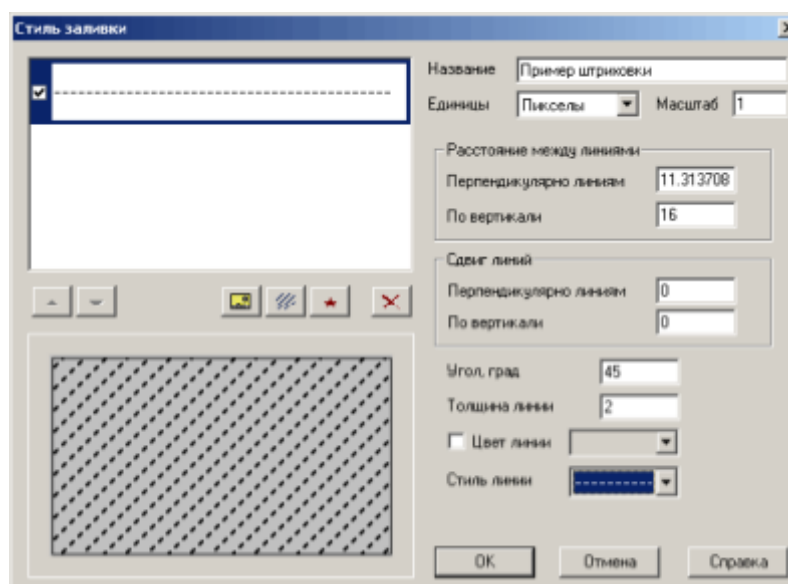 Стиль заливки
Название Пример штриховки
Единицы Пикселы Масштаб 1
Расстояние между линиями
Перпендикулярно линиям 11.313708
По вертикали 16
Сдвиг линий
Перпендикулярно линиям 0
По вертикали 0
Угол, град 45
Толщина линии 2
Цвет линии
Стиль линии
OK Отмена Справка